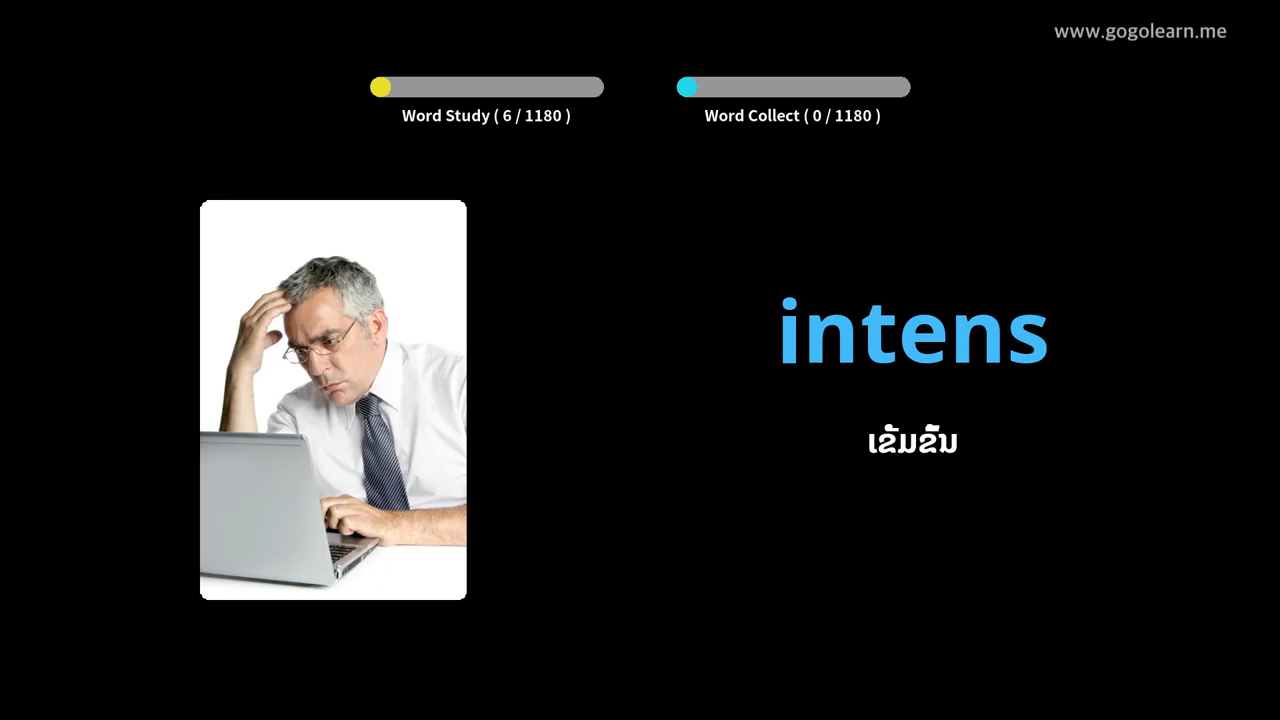 www.gogolearn.me
Word Study ( 6 / 1180 )
Word Collect ( 0 / 1180 )
intens
ເຂັ້ມຂົ້ນ